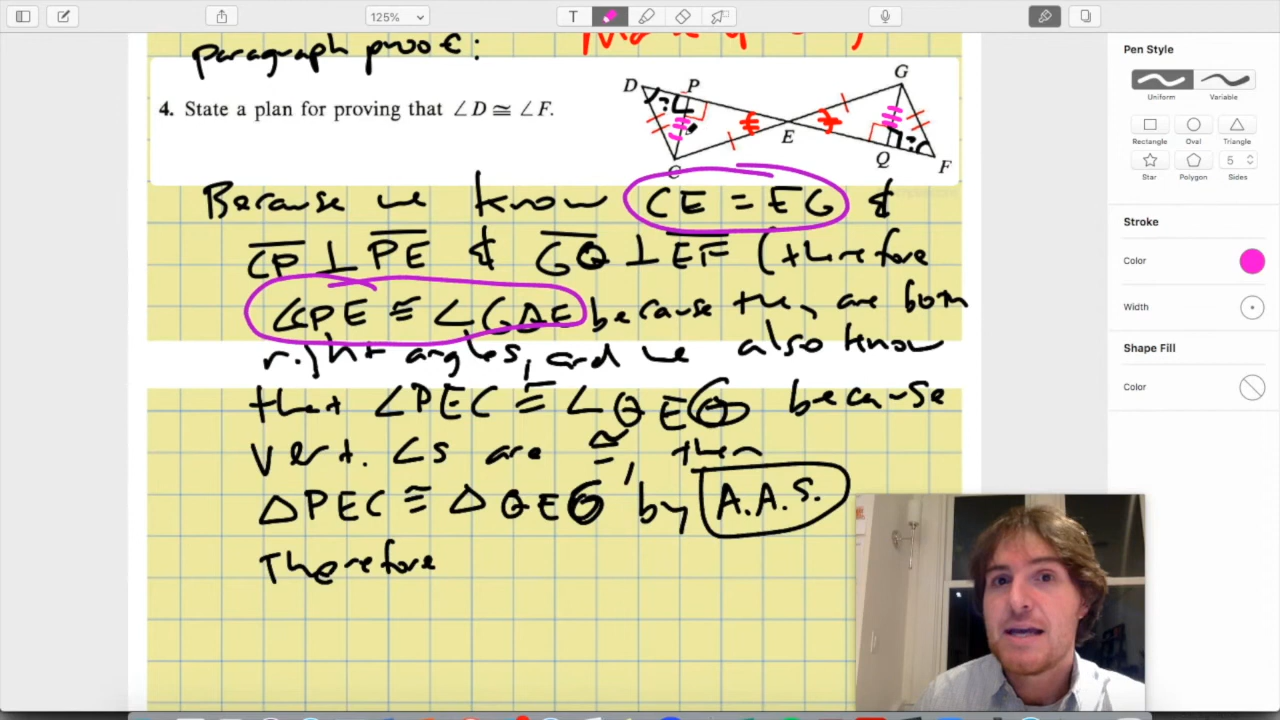 125%
T
Pen Style
Uniform
Variable
Rectangle
Oval
Triangle
Star
Polygon
5
Sides
Stroke
Color
Width
Shape Fill
Color
paragraph proof:
4. State a plan for proving that ∠D ≅ ∠F.
D
P
G
E
C
Q
F
Because we know CE = EG &
CP ⊥ PE & GQ ⊥ EF (therefore
∠CPE ≅ ∠GQE because they are both
right angles, and we also know
that ∠PEC ≅ ∠QEG because
vert. ∠s are ≅, then
△PEC ≅ △QEG by A.A.S.
Therefore